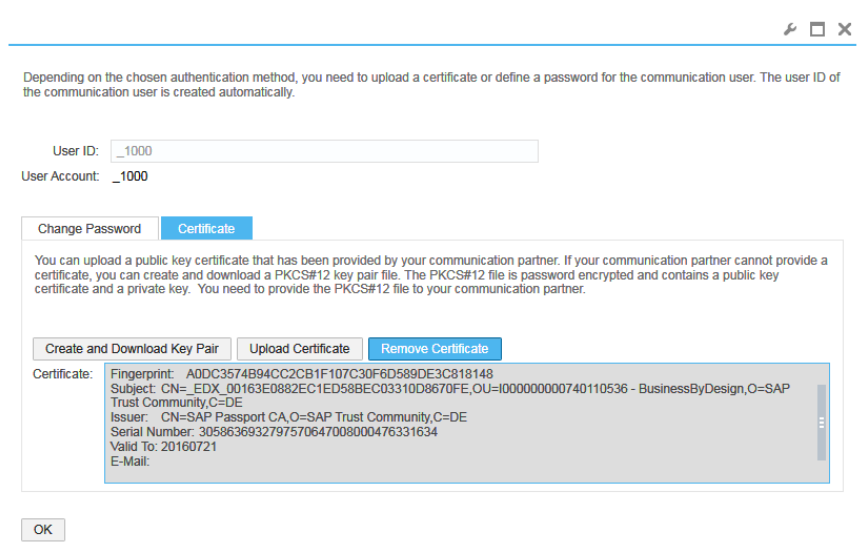 Depending on the chosen authentication method, you need to upload a certificate or define a password for the communication user. The user ID of
the communication user is created automatically.
User ID: _1000
User Account: _1000
Change Password Certificate
You can upload a public key certificate that has been provided by your communication partner. If your communication partner cannot provide a
certificate, you can create and download a PKCS#12 key pair file. The PKCS#12 file is password encrypted and contains a public key
certificate and a private key. You need to provide the PKCS#12 file to your communication partner.
Create and Download Key Pair Upload Certificate Remove Certificate
Certificate: Fingerprint: A0DC3574B94CC2CB1F107C30F6D589DE3C818148
Subject: CN=_EDX_00163E0882EC1ED58BEC03310D8670FE,OU=I000000000740110536 - BusinessByDesign,O=SAP
Trust Community,C=DE
Issuer: CN=SAP Passport CA,O=SAP Trust Community,C=DE
Serial Number: 30586369327975706470080004763​31634
Valid To: 20160721
E-Mail:
OK